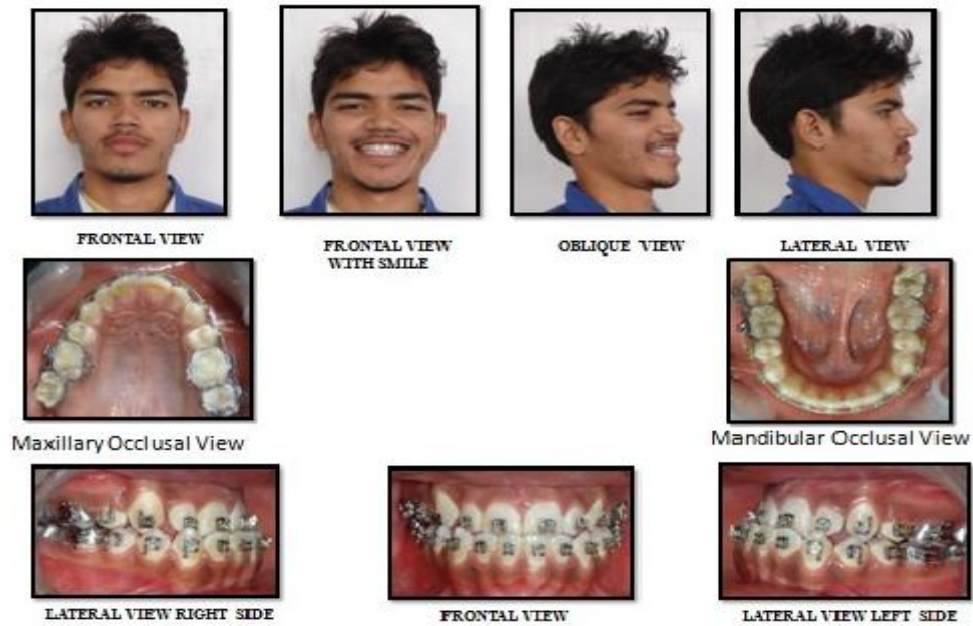 FRONTAL VIEW
FRONTAL VIEW
WITH SMILE
OBLIQUE VIEW
LATERAL VIEW
Maxillary Occlusal View
Mandibular Occlusal View
LATERAL VIEW RIGHT SIDE
FRONTAL VIEW
LATERAL VIEW LEFT SIDE